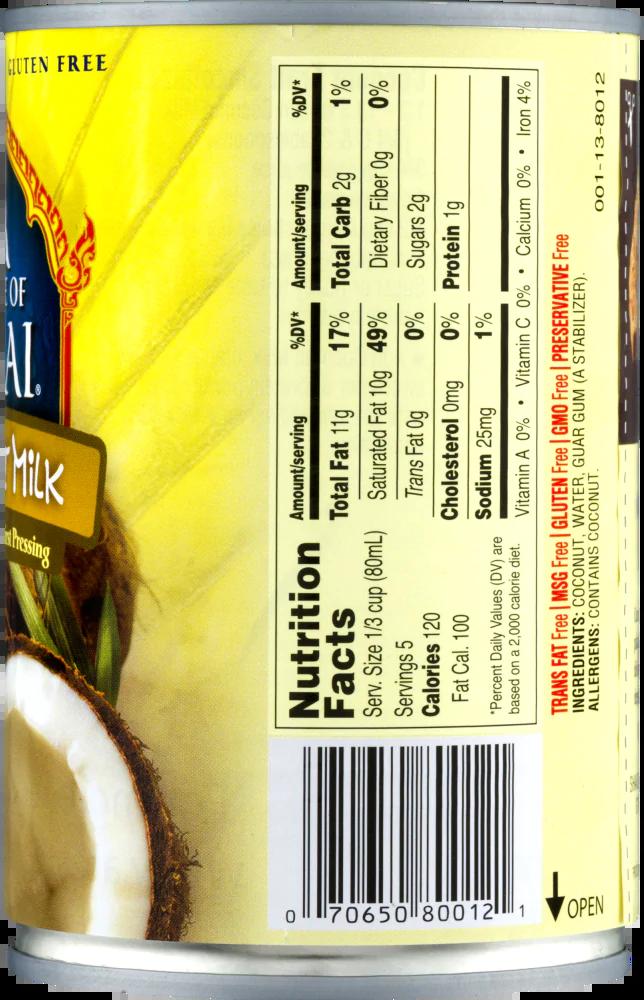 GLUTEN FREE
E OF
AI®
MiLK
Pressing
Nutrition
Facts
Serv. Size 1/3 cup (80mL)
Servings 5
Calories 120
Fat Cal. 100
*Percent Daily Values (DV) are
based on a 2,000 calorie diet.
Amount/serving %DV*
Total Fat 11g 17%
Saturated Fat 10g 49%
Trans Fat 0g 0%
Cholesterol 0mg 0%
Sodium 25mg 1%
Amount/serving %DV*
Total Carb 2g 1%
Dietary Fiber 0g 0%
Sugars 2g
Protein 1g
Vitamin A 0% • Vitamin C 0% • Calcium 0% • Iron 4%
TRANS FAT Free | MSG Free | GLUTEN Free | GMO Free | PRESERVATIVE Free
INGREDIENTS: COCONUT, WATER, GUAR GUM (A STABILIZER).
ALLERGENS: CONTAINS COCONUT.
001-13-8012
0 70650 80012 1
OPEN